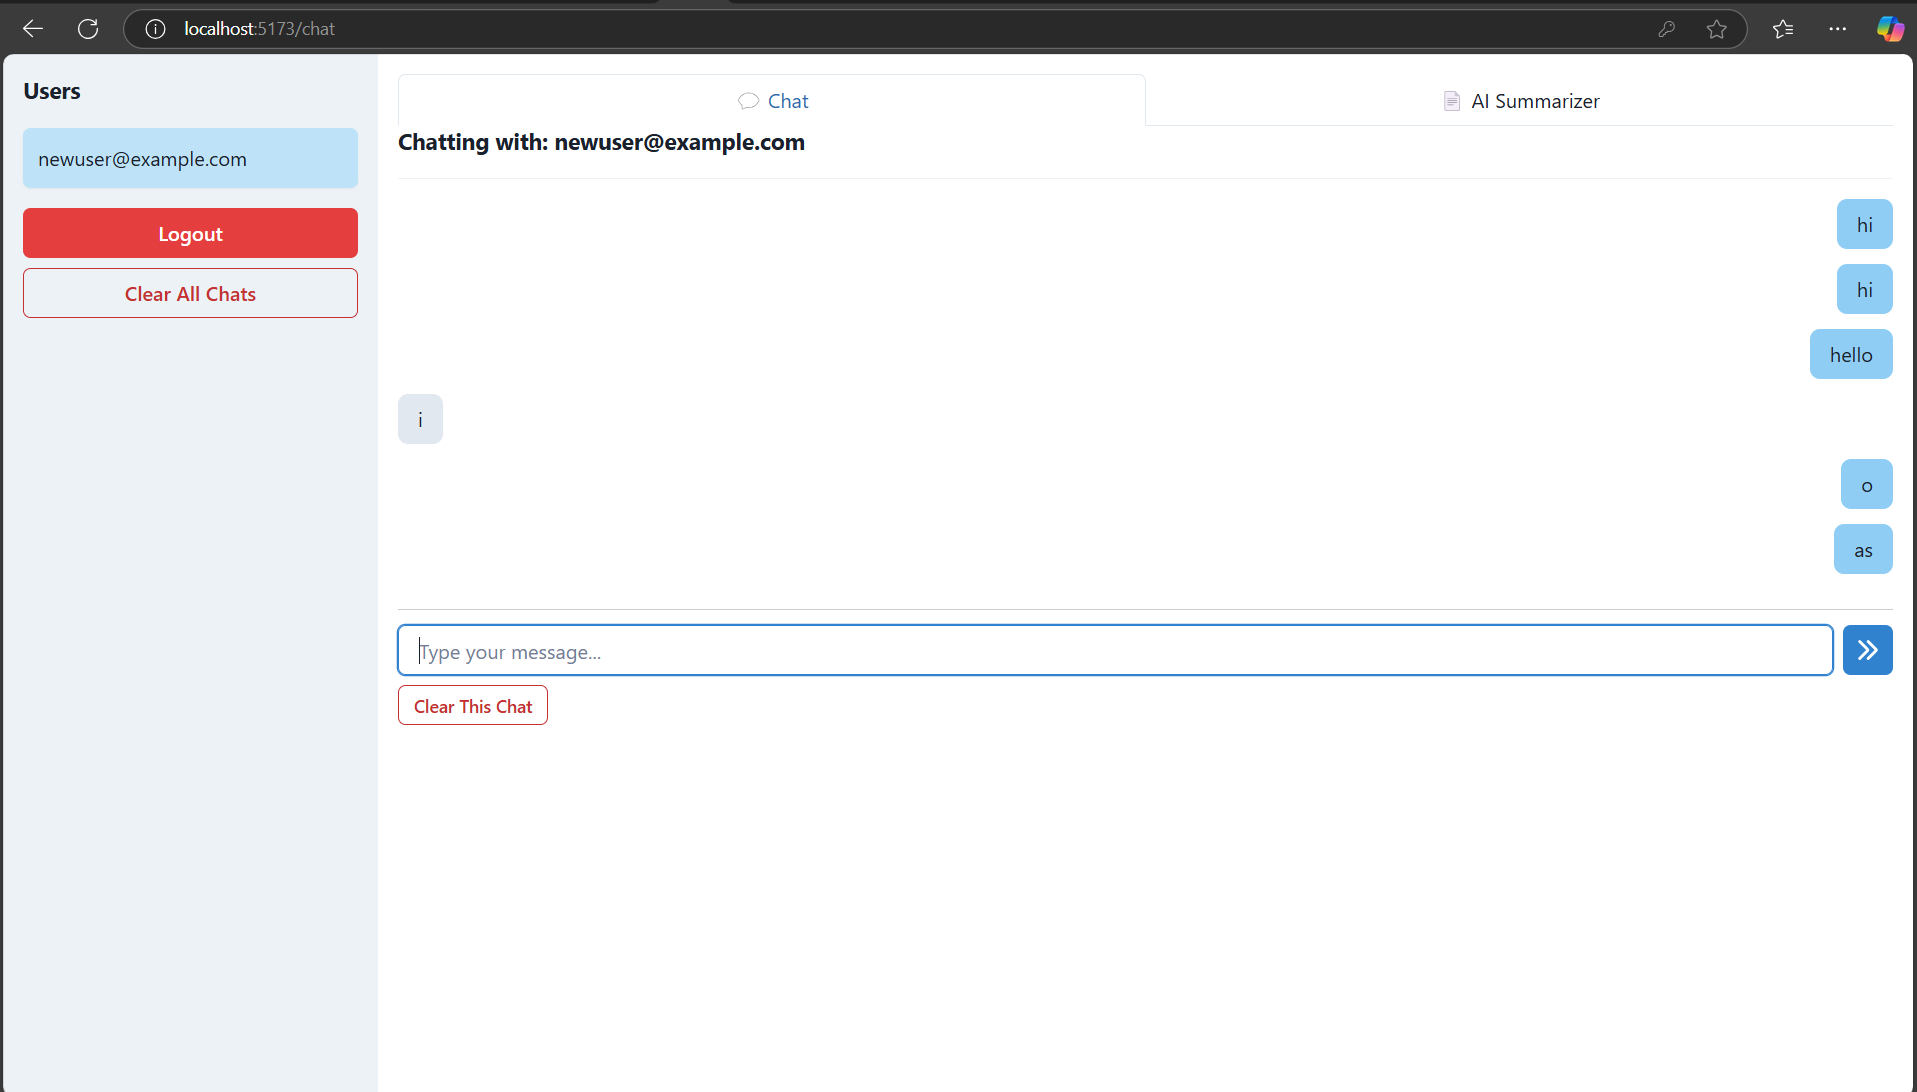 localhost:5173/chat
Users
newuser@example.com
Logout
Clear All Chats
Chat
AI Summarizer
Chatting with: newuser@example.com
hi
hi
hello
i
o
as
Type your message...
Clear This Chat